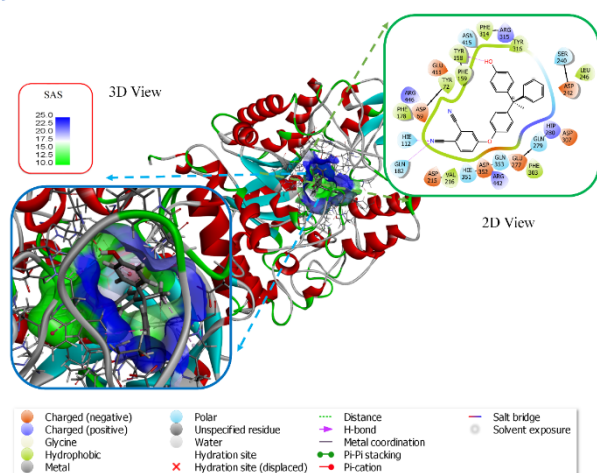 3D View
SAS
25.0
22.5
20.0
17.5
15.0
12.5
10.0
PHE
314
ARG
315
ASN
415
TYR
158
TYR
316
SER
240
GLU
411
TYR
72
PHE
159
ASP
242
LEU
246
HO
ARG
446
PHE
178
ASP
69
N
HIE
112
N
O
HIP
280
GLN
279
ASP
307
GLN
182
ASP
215
VAL
216
HIE
351
ASP
352
GLN
353
ARG
442
GLU
277
PHE
303
2D View
Charged (negative)
Charged (positive)
Glycine
Hydrophobic
Metal
Polar
Unspecified residue
Water
Hydration site
Hydration site (displaced)
Distance
H-bond
Metal coordination
Pi-Pi stacking
Pi-cation
Salt bridge
Solvent exposure